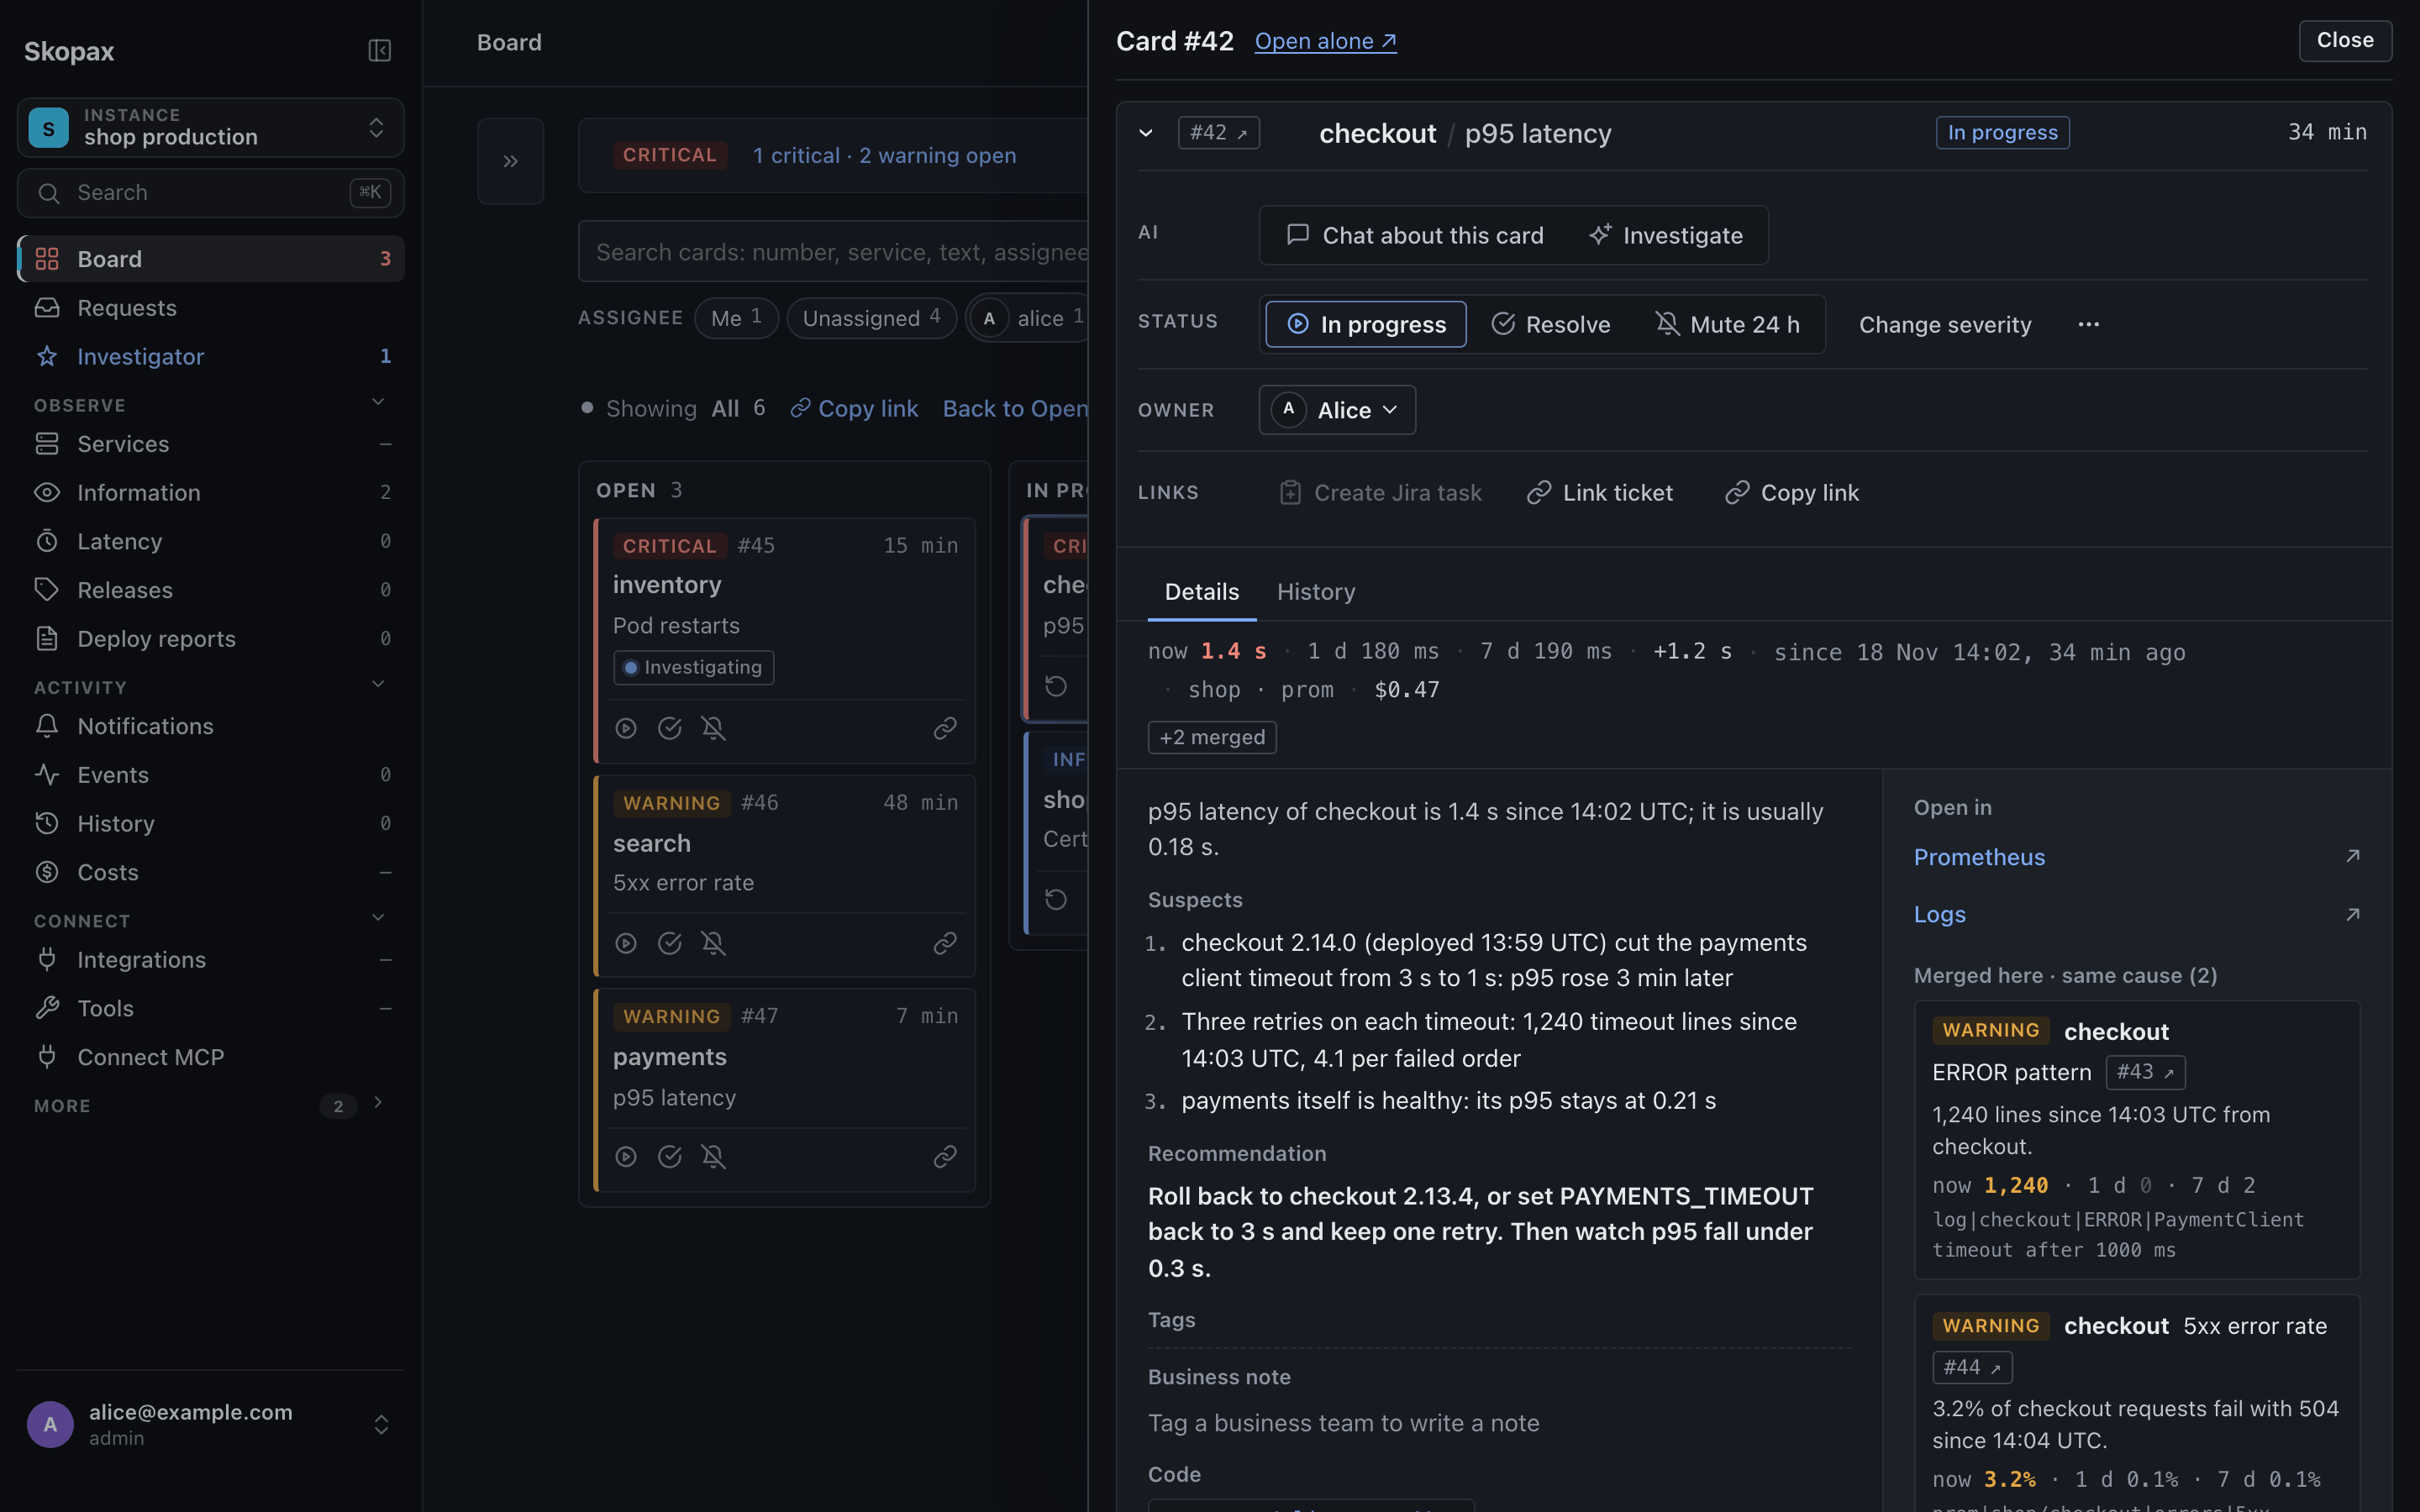 Skopax
INSTANCE
S
shop production
Search
⌘K
Board
3
Requests
Investigator
1
OBSERVE
Services
–
Information
2
Latency
0
Releases
0
Deploy reports
0
ACTIVITY
Notifications
Events
0
History
0
Costs
–
CONNECT
Integrations
–
Tools
–
Connect MCP
MORE
2
A
alice@example.com
admin
Board
CRITICAL
1 critical · 2 warning open
Search cards: number, service, text, assignee
ASSIGNEE
Me 1
Unassigned 4
A alice 1
Showing All 6
Copy link
Back to Open
OPEN 3
CRITICAL #45 15 min
inventory
Pod restarts
Investigating
WARNING #46 48 min
search
5xx error rate
WARNING #47 7 min
payments
p95 latency
IN PR
CRI
che
p95
INF
sho
Cert
Card #42
Open alone ↗
Close
#42 ↗
checkout / p95 latency
In progress
34 min
AI
Chat about this card
Investigate
STATUS
In progress
Resolve
Mute 24 h
Change severity
···
OWNER
A Alice
LINKS
Create Jira task
Link ticket
Copy link
Details
History
now 1.4 s · 1 d 180 ms · 7 d 190 ms · +1.2 s · since 18 Nov 14:02, 34 min ago
· shop · prom · $0.47
+2 merged
p95 latency of checkout is 1.4 s since 14:02 UTC; it is usually
0.18 s.
Suspects
1. checkout 2.14.0 (deployed 13:59 UTC) cut the payments
client timeout from 3 s to 1 s: p95 rose 3 min later
2. Three retries on each timeout: 1,240 timeout lines since
14:03 UTC, 4.1 per failed order
3. payments itself is healthy: its p95 stays at 0.21 s
Recommendation
Roll back to checkout 2.13.4, or set PAYMENTS_TIMEOUT
back to 3 s and keep one retry. Then watch p95 fall under
0.3 s.
Tags
Business note
Tag a business team to write a note
Code
Open in
Prometheus ↗
Logs ↗
Merged here · same cause (2)
WARNING checkout
ERROR pattern #43 ↗
1,240 lines since 14:03 UTC from
checkout.
now 1,240 · 1 d 0 · 7 d 2
log|checkout|ERROR|PaymentClient
timeout after 1000 ms
WARNING checkout 5xx error rate
#44 ↗
3.2% of checkout requests fail with 504
since 14:04 UTC.
now 3.2% · 1 d 0.1% · 7 d 0.1%